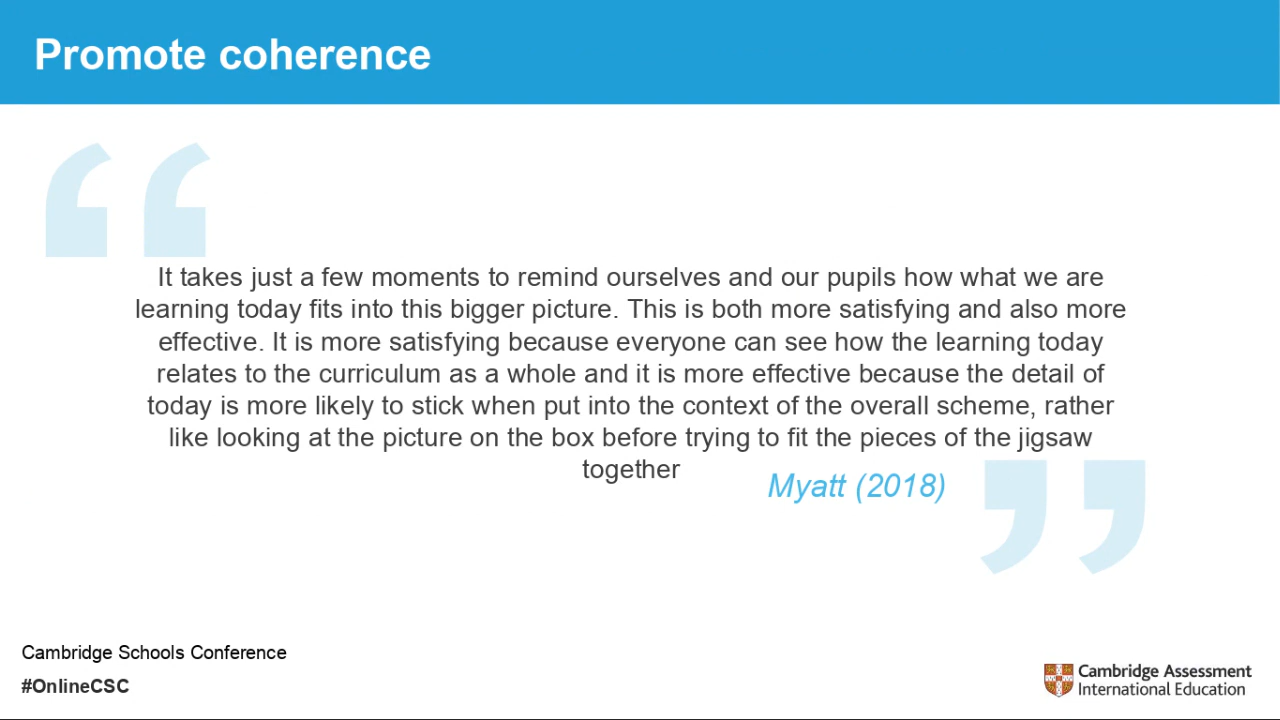 Promote coherence
It takes just a few moments to remind ourselves and our pupils how what we are
learning today fits into this bigger picture. This is both more satisfying and also more
effective. It is more satisfying because everyone can see how the learning today
relates to the curriculum as a whole and it is more effective because the detail of
today is more likely to stick when put into the context of the overall scheme, rather
like looking at the picture on the box before trying to fit the pieces of the jigsaw
together
Myatt (2018)
Cambridge Schools Conference
#OnlineCSC
Cambridge Assessment
International Education